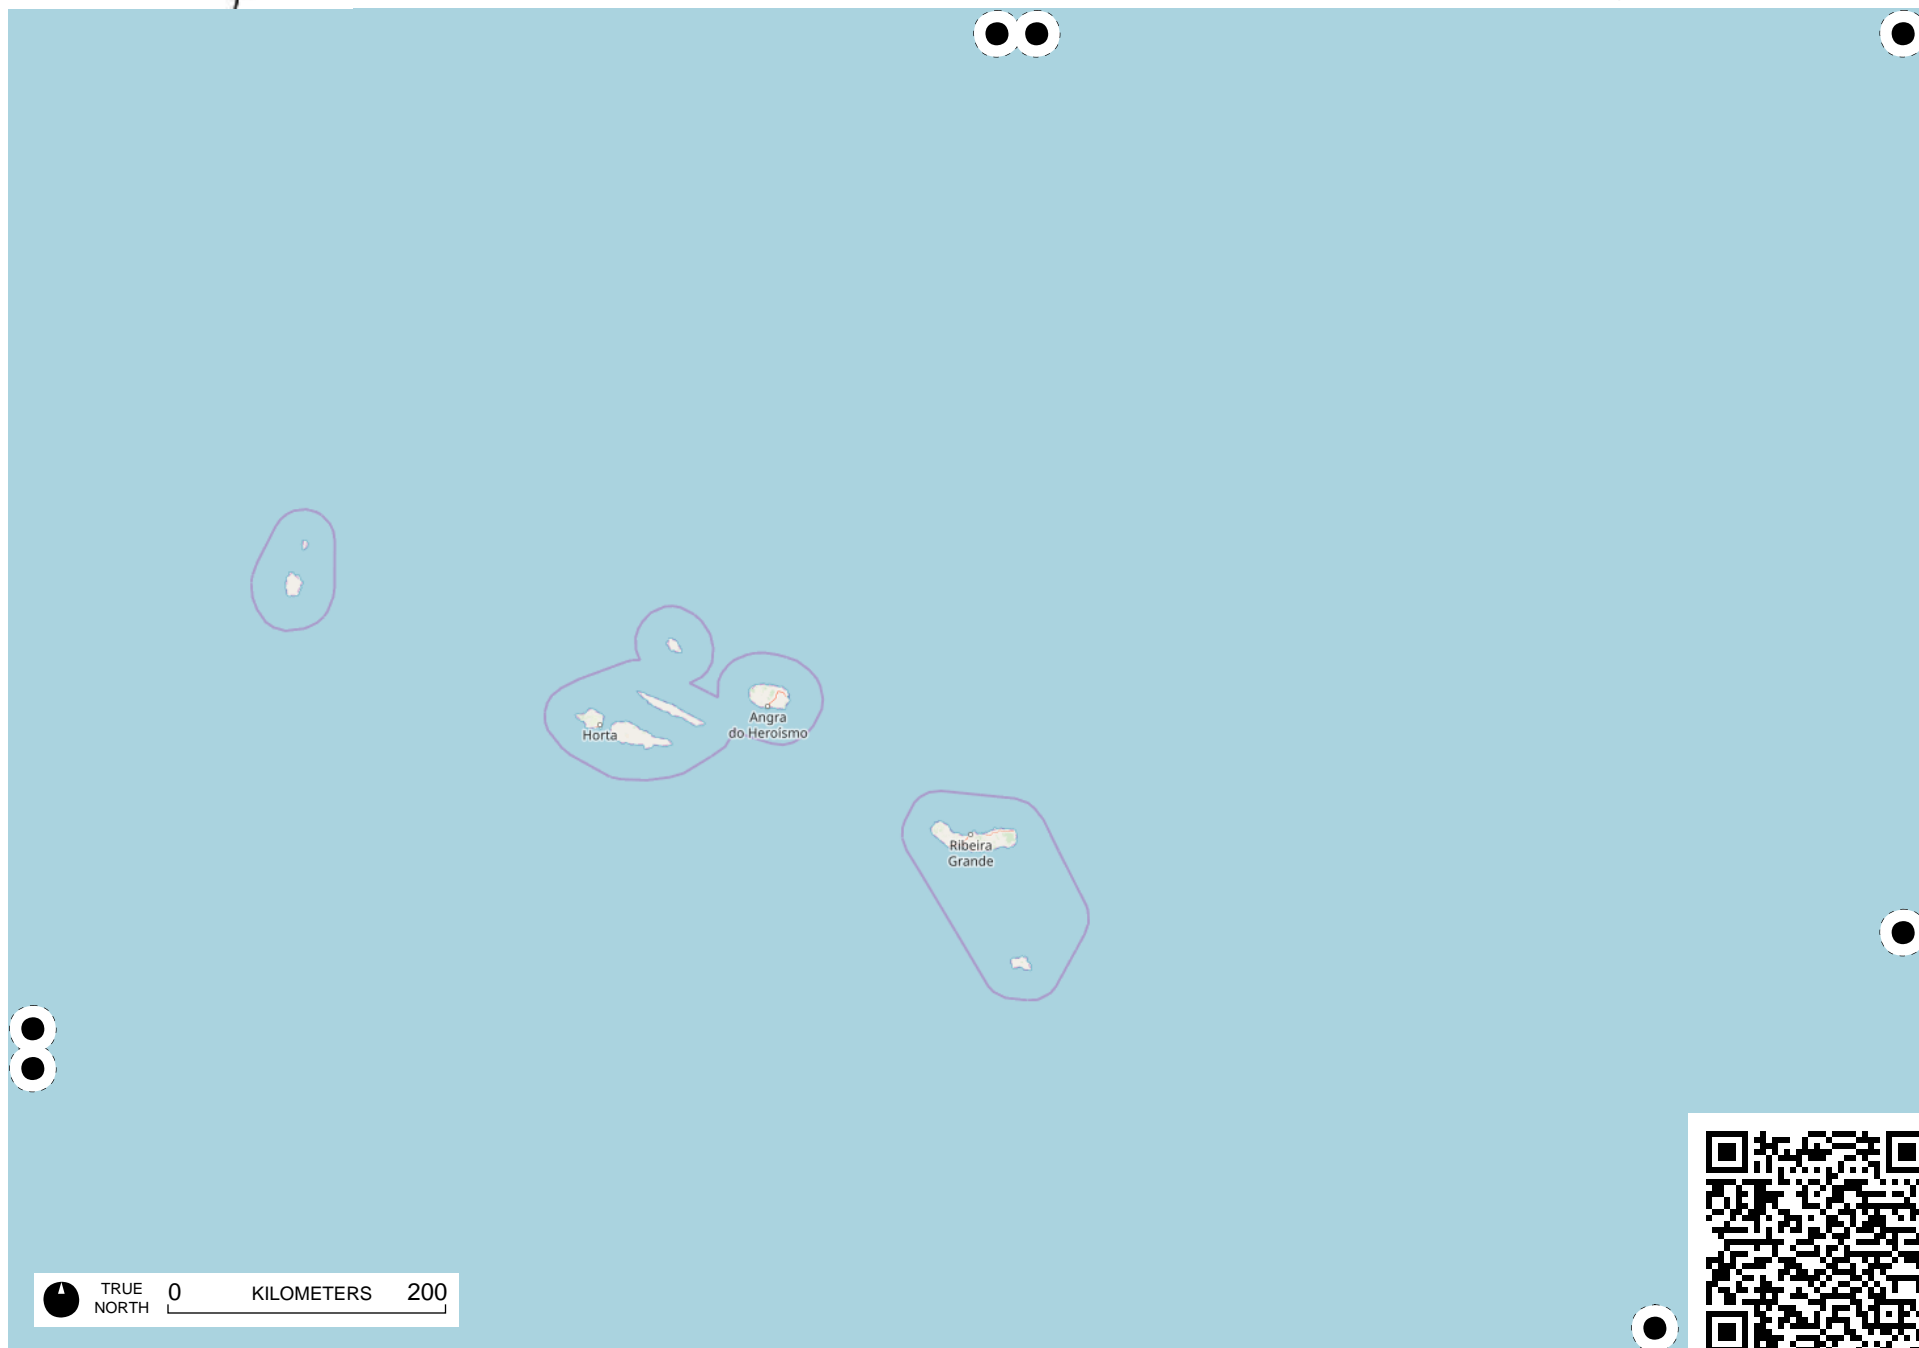 Horta
Angra
do Heroísmo
Ribeira
Grande
TRUE
NORTH
0 KILOMETERS 200